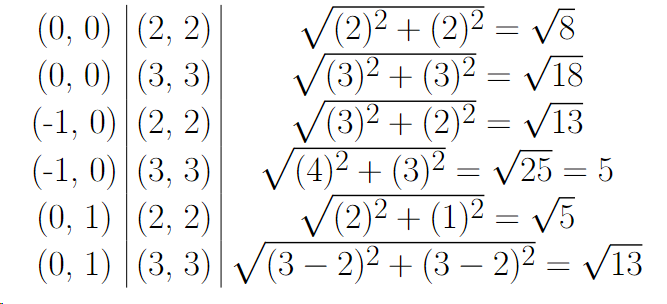 (0, 0) | (2, 2) | √((2)² + (2)²) = √8
(0, 0) | (3, 3) | √((3)² + (3)²) = √18
(-1, 0) | (2, 2) | √((3)² + (2)²) = √13
(-1, 0) | (3, 3) | √((4)² + (3)²) = √25 = 5
(0, 1) | (2, 2) | √((2)² + (1)²) = √5
(0, 1) | (3, 3) | √((3 − 2)² + (3 − 2)²) = √13